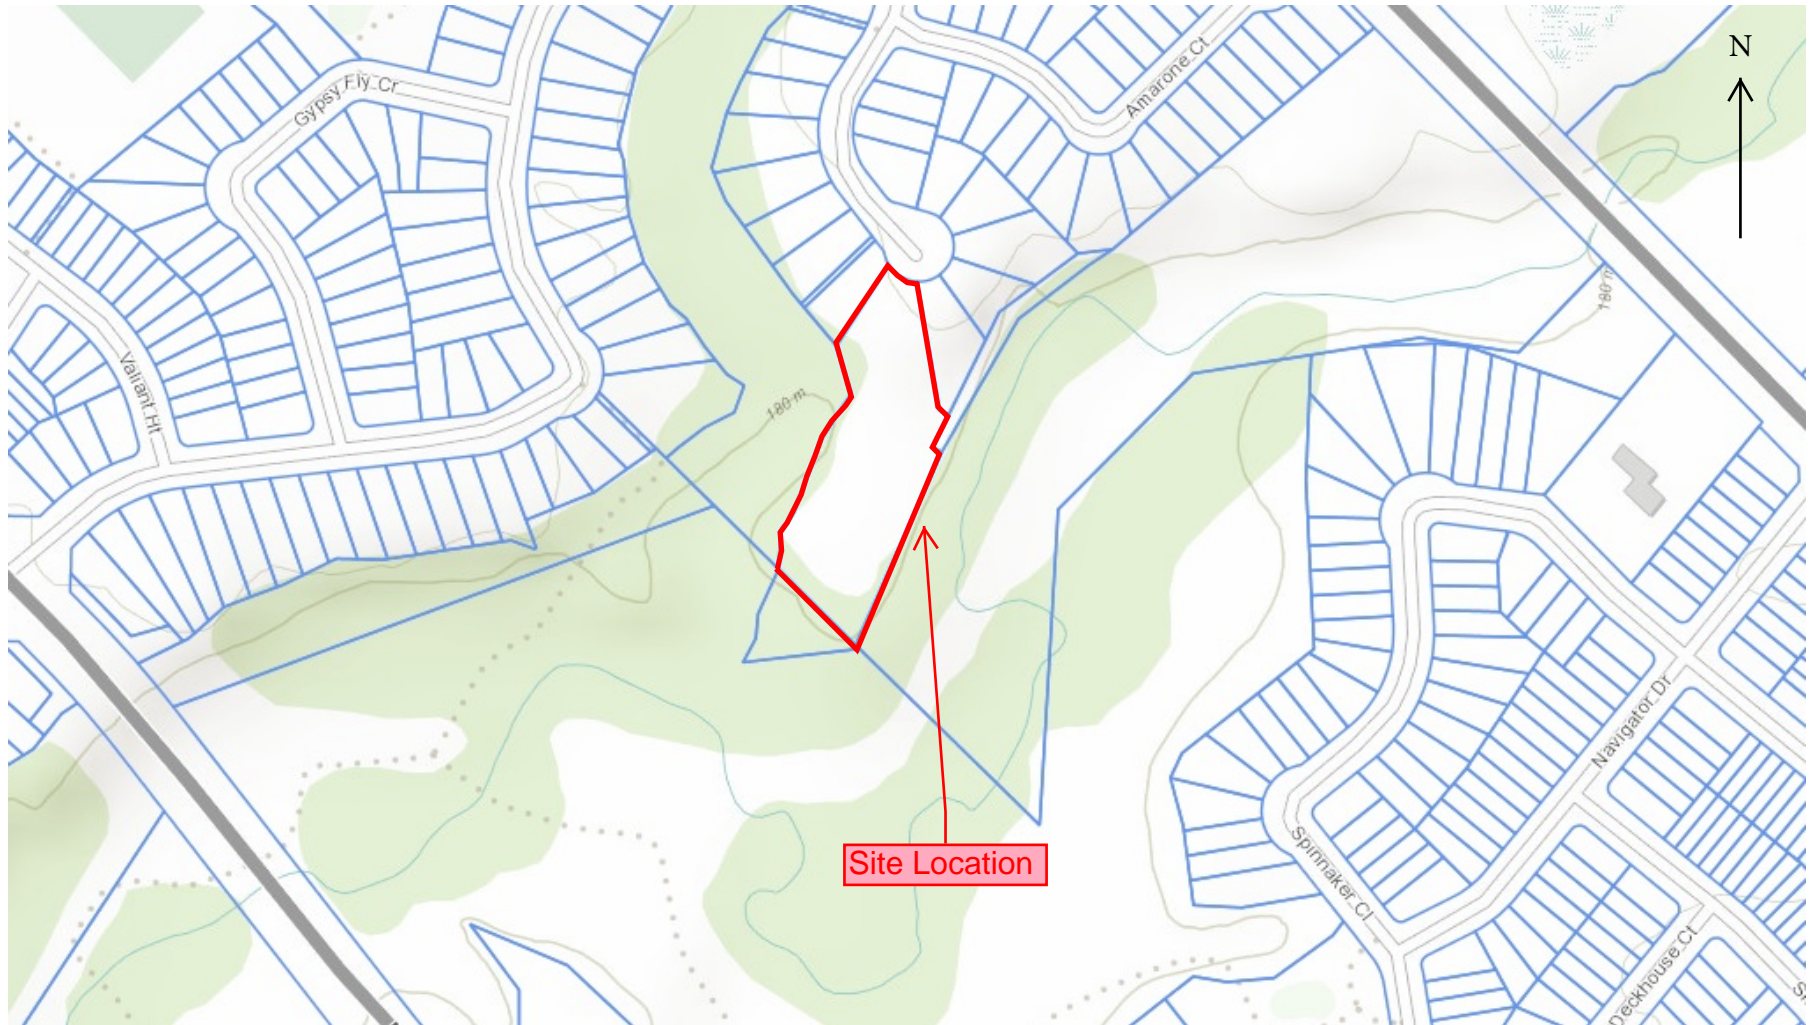 N
Gypsy Fly Cr
Amarone Ct
180 m
Valiant Ht
180 m
Navigator Dr
Site Location
Spinnaker Cl
Deckhouse Ct